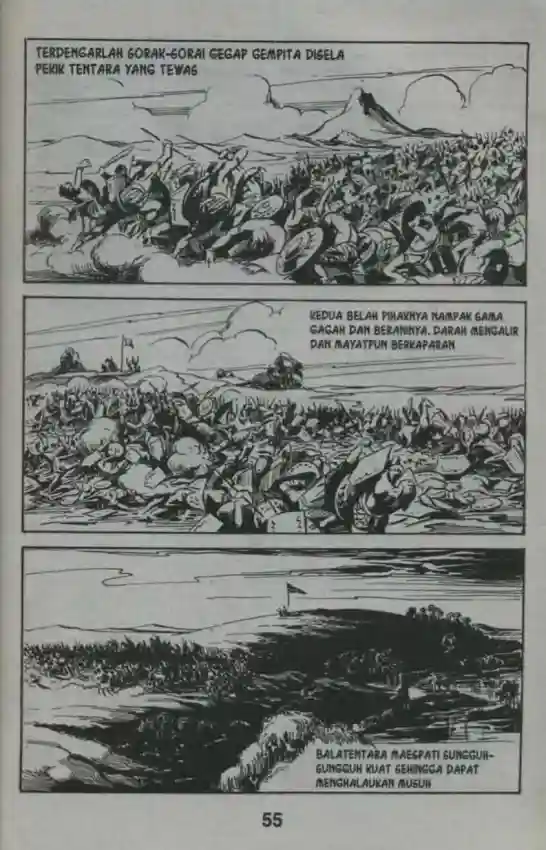 TERDENGARLAH SORAK-SORAI GEGAP GEMPITA DISELA
PEKIK TENTARA YANG TEWAS
KEDUA BELAH PIHAKNYA NAMPAK SAMA
GAGAH DAN BERANINYA. DARAH MENGALIR
DAN MAYATPUN BERKAPARAN
BALATENTARA MAESPATI SUNGGUH-
SUNGGUH KUAT SEHINGGA DAPAT
MENGHALAUKAN MUSUH
55